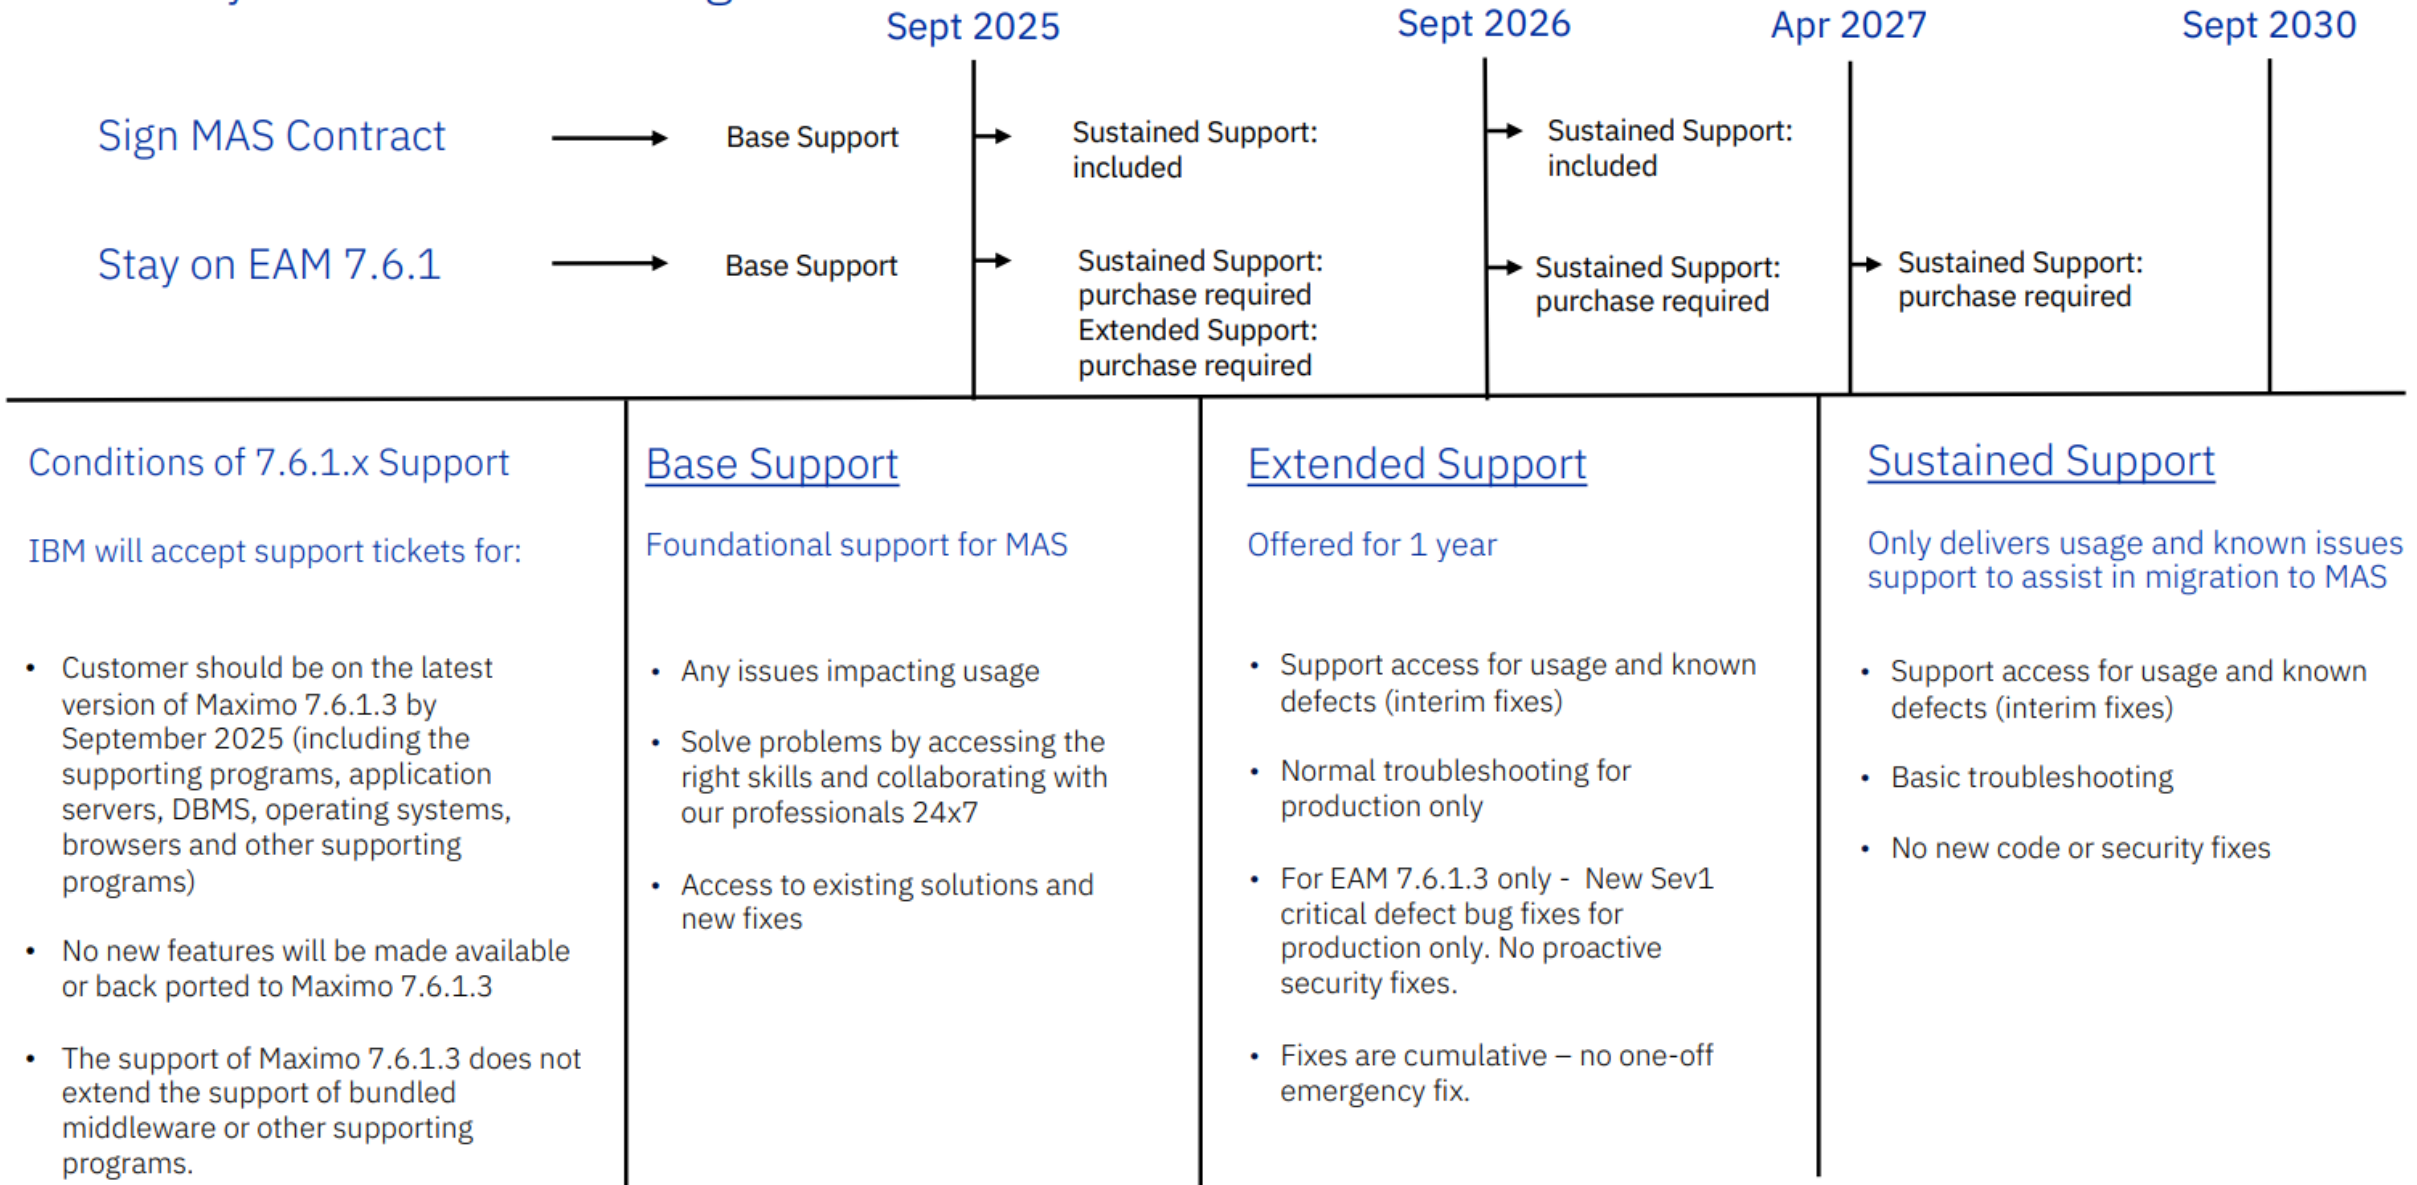 Sept 2025
Sept 2026
Apr 2027
Sept 2030
Sign MAS Contract
Base Support
Sustained Support:
included
Sustained Support:
included
Stay on EAM 7.6.1
Base Support
Sustained Support:
purchase required
Extended Support:
purchase required
Sustained Support:
purchase required
Sustained Support:
purchase required
Conditions of 7.6.1.x Support
IBM will accept support tickets for:
• Customer should be on the latest
version of Maximo 7.6.1.3 by
September 2025 (including the
supporting programs, application
servers, DBMS, operating systems,
browsers and other supporting
programs)
• No new features will be made available
or back ported to Maximo 7.6.1.3
• The support of Maximo 7.6.1.3 does not
extend the support of bundled
middleware or other supporting
programs.
Base Support
Foundational support for MAS
• Any issues impacting usage
• Solve problems by accessing the
right skills and collaborating with
our professionals 24x7
• Access to existing solutions and
new fixes
Extended Support
Offered for 1 year
• Support access for usage and known
defects (interim fixes)
• Normal troubleshooting for
production only
• For EAM 7.6.1.3 only - New Sev1
critical defect bug fixes for
production only. No proactive
security fixes.
• Fixes are cumulative – no one-off
emergency fix.
Sustained Support
Only delivers usage and known issues
support to assist in migration to MAS
• Support access for usage and known
defects (interim fixes)
• Basic troubleshooting
• No new code or security fixes